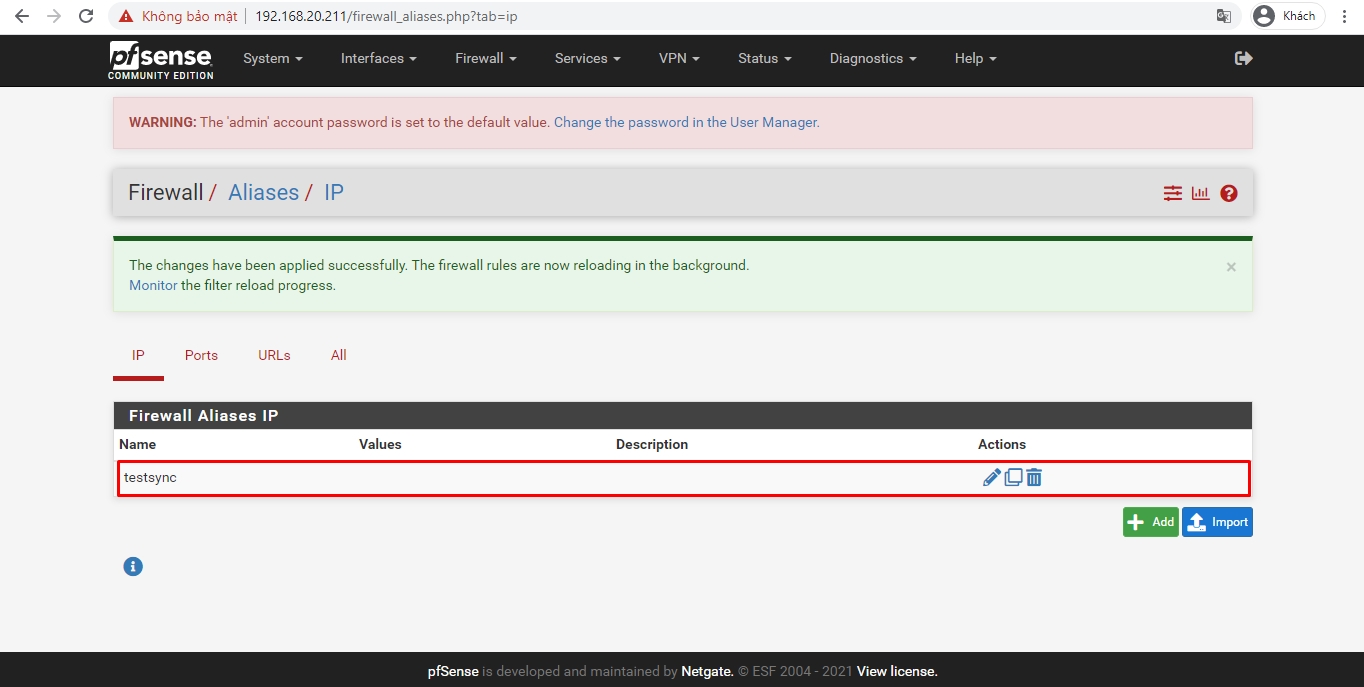 Không bảo mật
192.168.20.211/firewall_aliases.php?tab=ip
Khách
pfsense
COMMUNITY EDITION
System
Interfaces
Firewall
Services
VPN
Status
Diagnostics
Help
WARNING: The 'admin' account password is set to the default value. Change the password in the User Manager.
Firewall / Aliases / IP
The changes have been applied successfully. The firewall rules are now reloading in the background.
×
Monitor the filter reload progress.
IP Ports URLs All
Firewall Aliases IP
Name Values Description Actions
testsync
Add Import
pfSense is developed and maintained by Netgate. © ESF 2004 - 2021 View license.